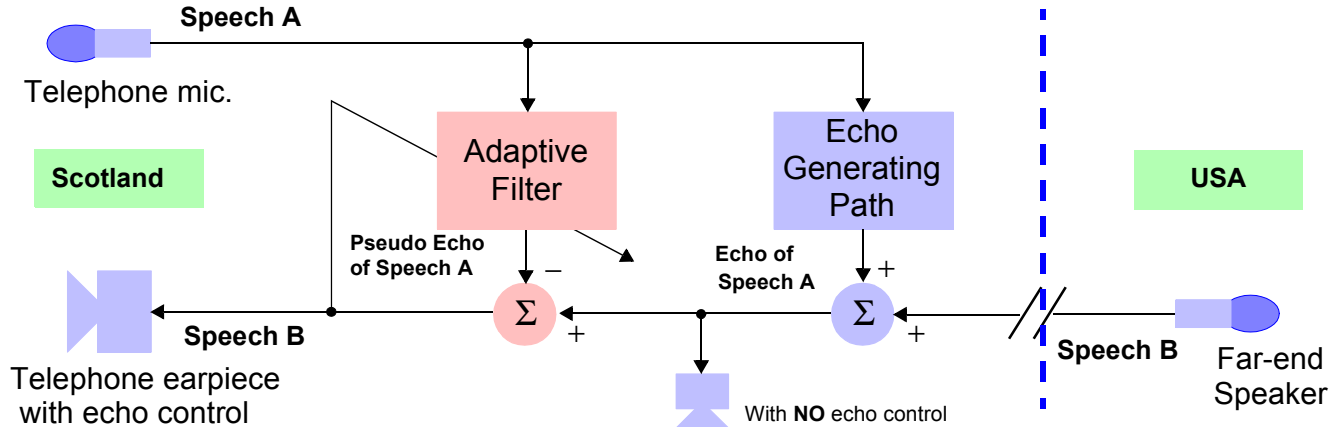 Speech A
Telephone mic.
Scotland
Adaptive
Filter
Echo
Generating
Path
USA
Pseudo Echo
of Speech A
−
Echo of
Speech A
+
Σ
+
Σ
+
Speech B
Speech B
Telephone earpiece
with echo control
With NO echo control
Far-end
Speaker